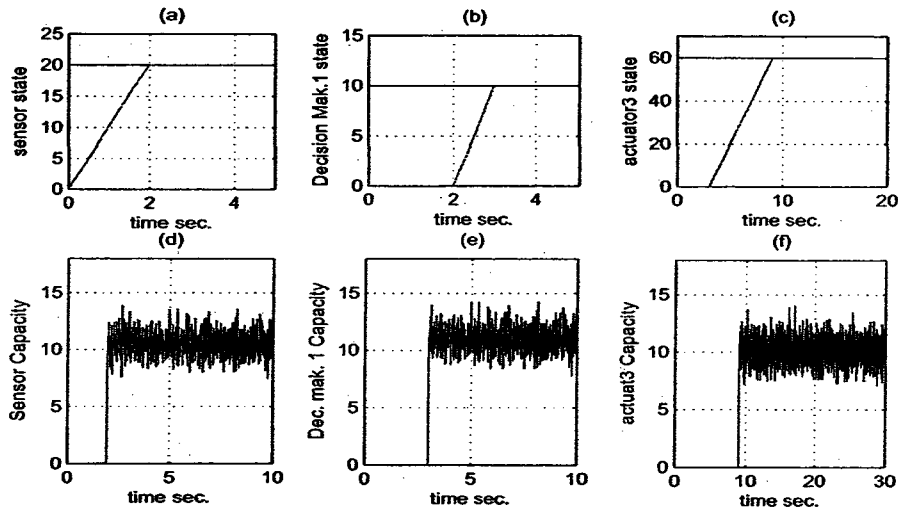 (a)
sensor state
25
20
15
10
5
0
0
2
4
time sec.
(b)
Decision Mak.1 state
15
10
5
0
0
2
4
time sec.
(c)
actuator3 state
60
40
20
0
0
10
20
time sec.
(d)
Sensor Capacity
15
10
5
0
0
5
10
time sec.
(e)
Dec. mak. 1 Capacity
15
10
5
0
0
5
10
time sec.
(f)
actuat3 Capacity
15
10
5
0
0
10
20
30
time sec.